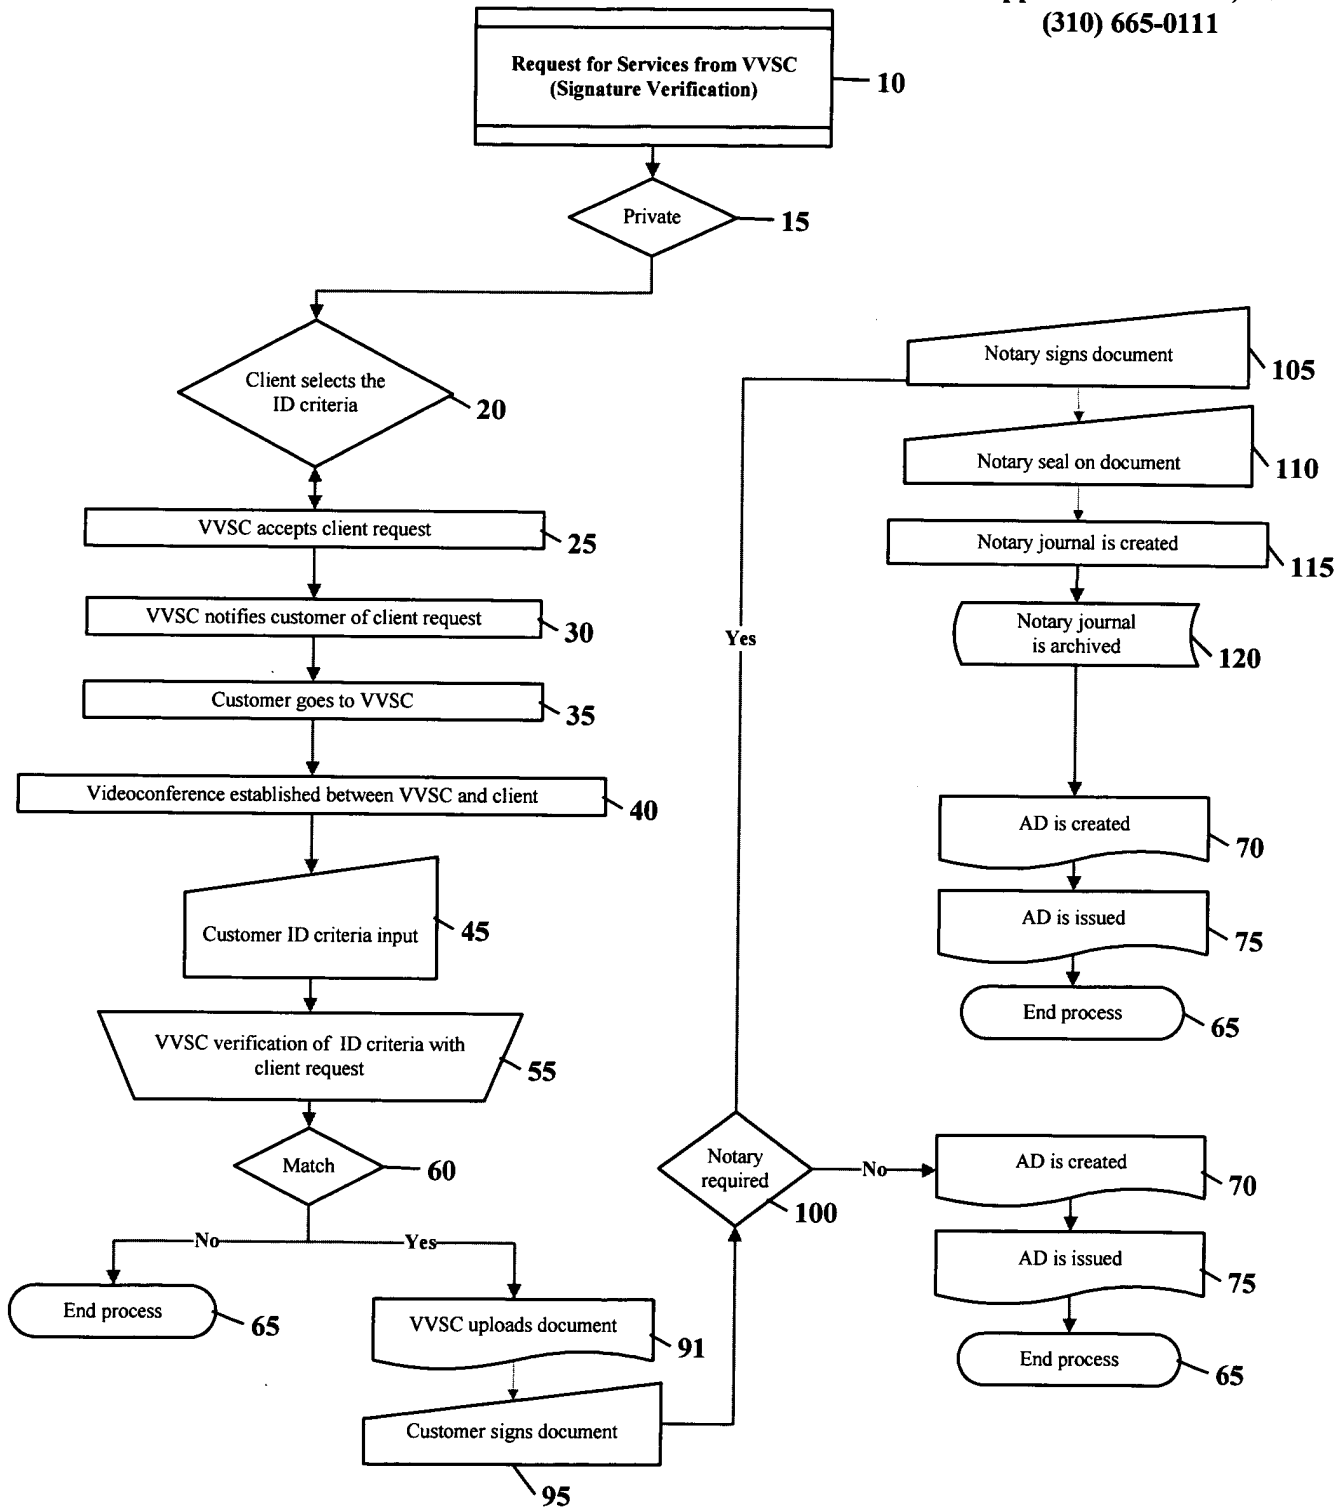 (310) 665-0111
Request for Services from VVSC
(Signature Verification)
10
Private
15
Client selects the
ID criteria
20
VVSC accepts client request
25
VVSC notifies customer of client request
30
Customer goes to VVSC
35
Videoconference established between VVSC and client
40
Customer ID criteria input
45
VVSC verification of ID criteria with
client request
55
Match
60
No
Yes
End process
65
VVSC uploads document
91
Customer signs document
95
Notary
required
100
Yes
Notary signs document
105
Notary seal on document
110
Notary journal is created
115
Notary journal
is archived
120
AD is created
70
AD is issued
75
End process
65
No
AD is created
70
AD is issued
75
End process
65